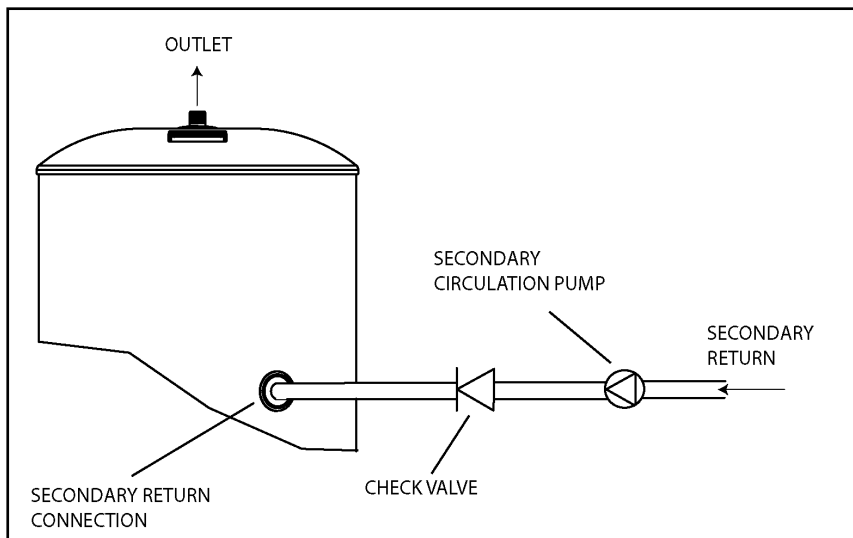 OUTLET
SECONDARY
CIRCULATION PUMP
SECONDARY
RETURN
CHECK VALVE
SECONDARY RETURN
CONNECTION